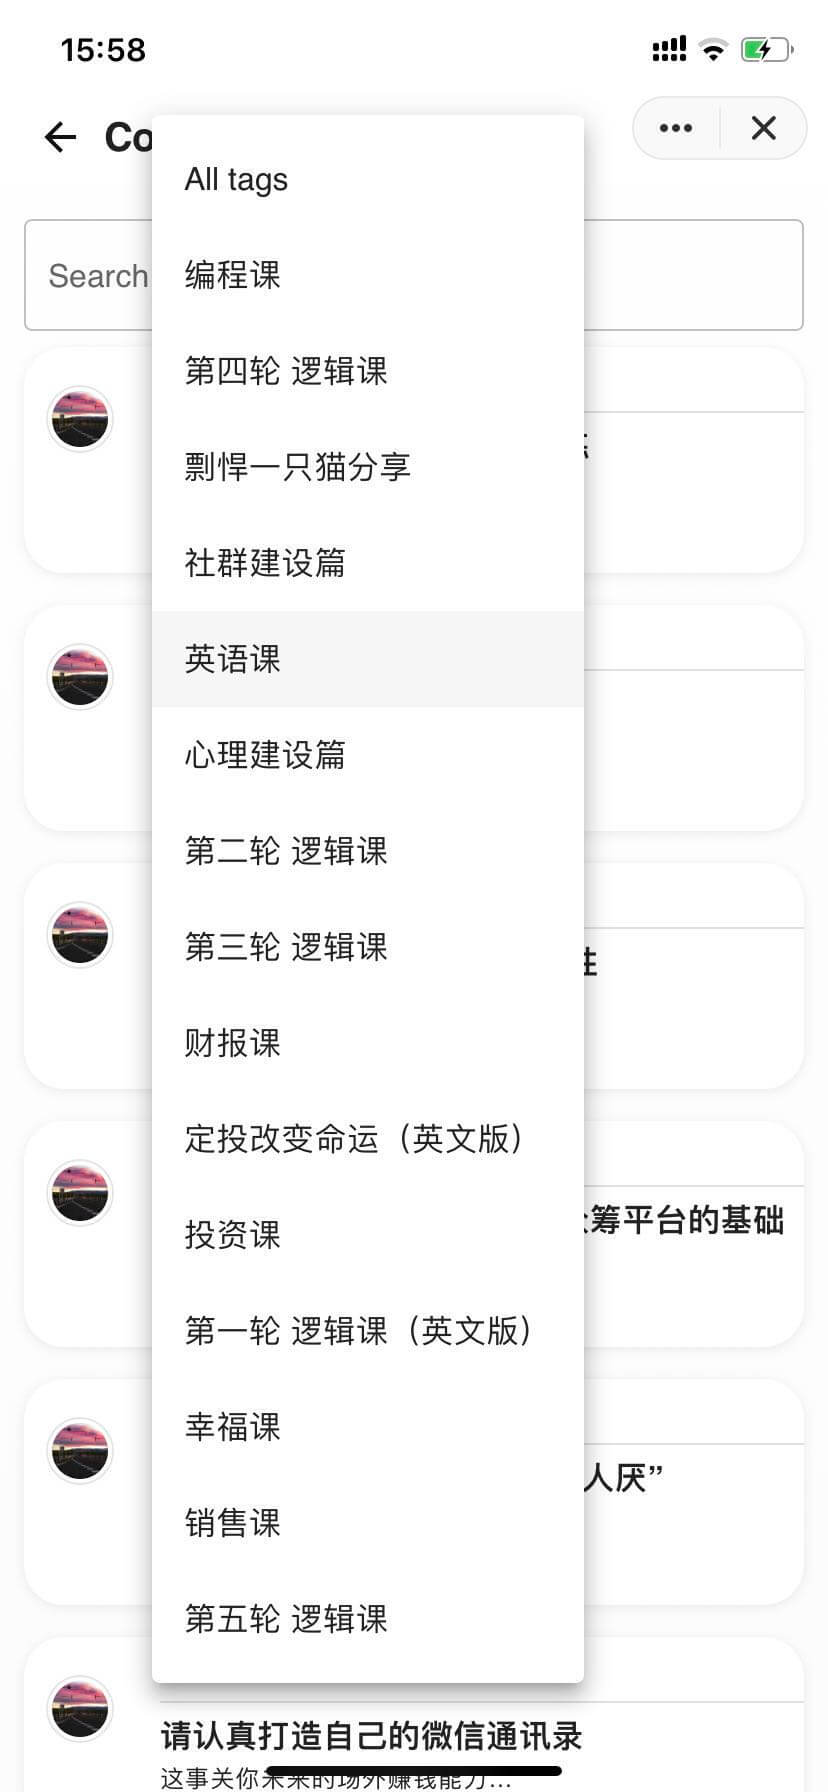 15:58
Co
All tags
Search
编程课
第四轮 逻辑课
剽悍一只猫分享
社群建设篇
英语课
心理建设篇
第二轮 逻辑课
第三轮 逻辑课
财报课
定投改变命运（英文版）
筹平台的基础
投资课
第一轮 逻辑课（英文版）
幸福课
人厌”
销售课
第五轮 逻辑课
请认真打造自己的微信通讯录
这事关你未来的场外赚钱能力...